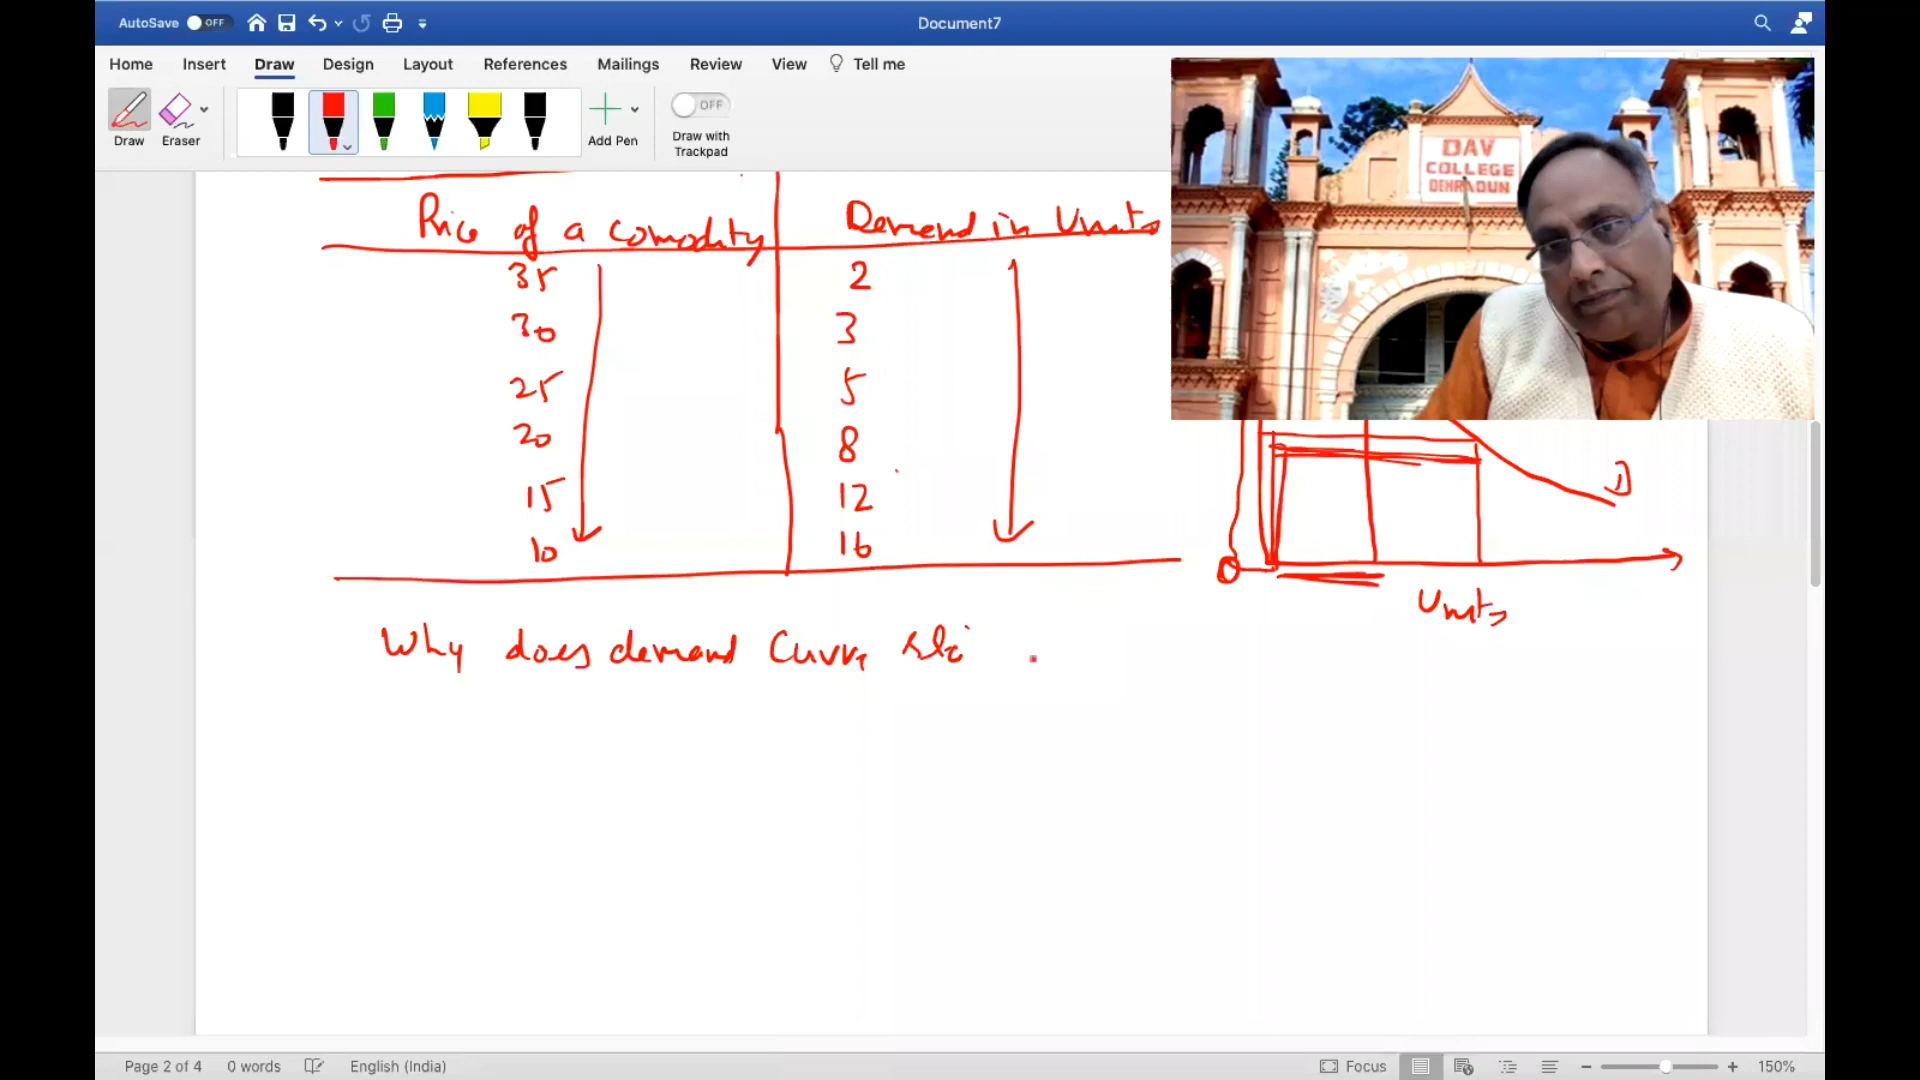 AutoSave OFF Document7
Home Insert Draw Design Layout References Mailings Review View Tell me
OFF
Draw Eraser Add Pen Draw with Trackpad
DAV
COLLEGE
DEHRADUN
Price of a comodity Demand in Units
35 2
30 3
25 5
20 8
15 12
10 16
D
O
Units
Why does demand Curve
Page 2 of 4 0 words English (India) Focus 150%